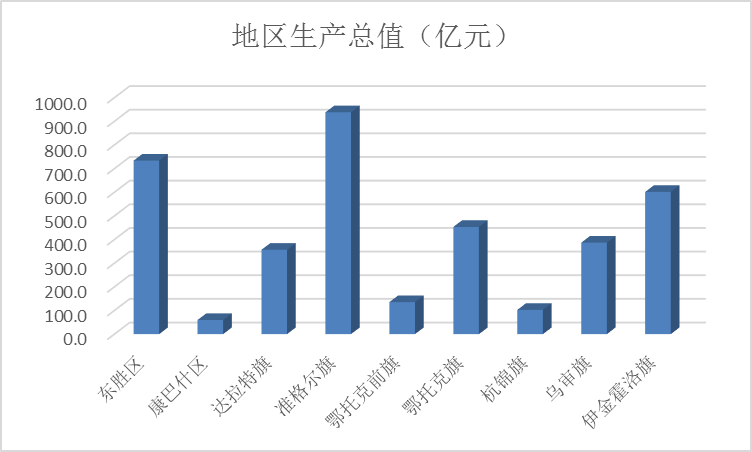 地区生产总值（亿元）
1000.0
900.0
800.0
700.0
600.0
500.0
400.0
300.0
200.0
100.0
0.0
东胜区
康巴什区
达拉特旗
准格尔旗
鄂托克前旗
鄂托克旗
杭锦旗
乌审旗
伊金霍洛旗